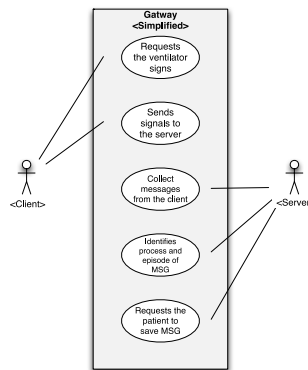 Gatway
<Simplified>
Requests
the ventilator
signs
Sends
signals to
the server
Collect
messages
from the client
<Client>
<Server
Identifies
process and
episode of
MSG
Requests the
patient to
save MSG